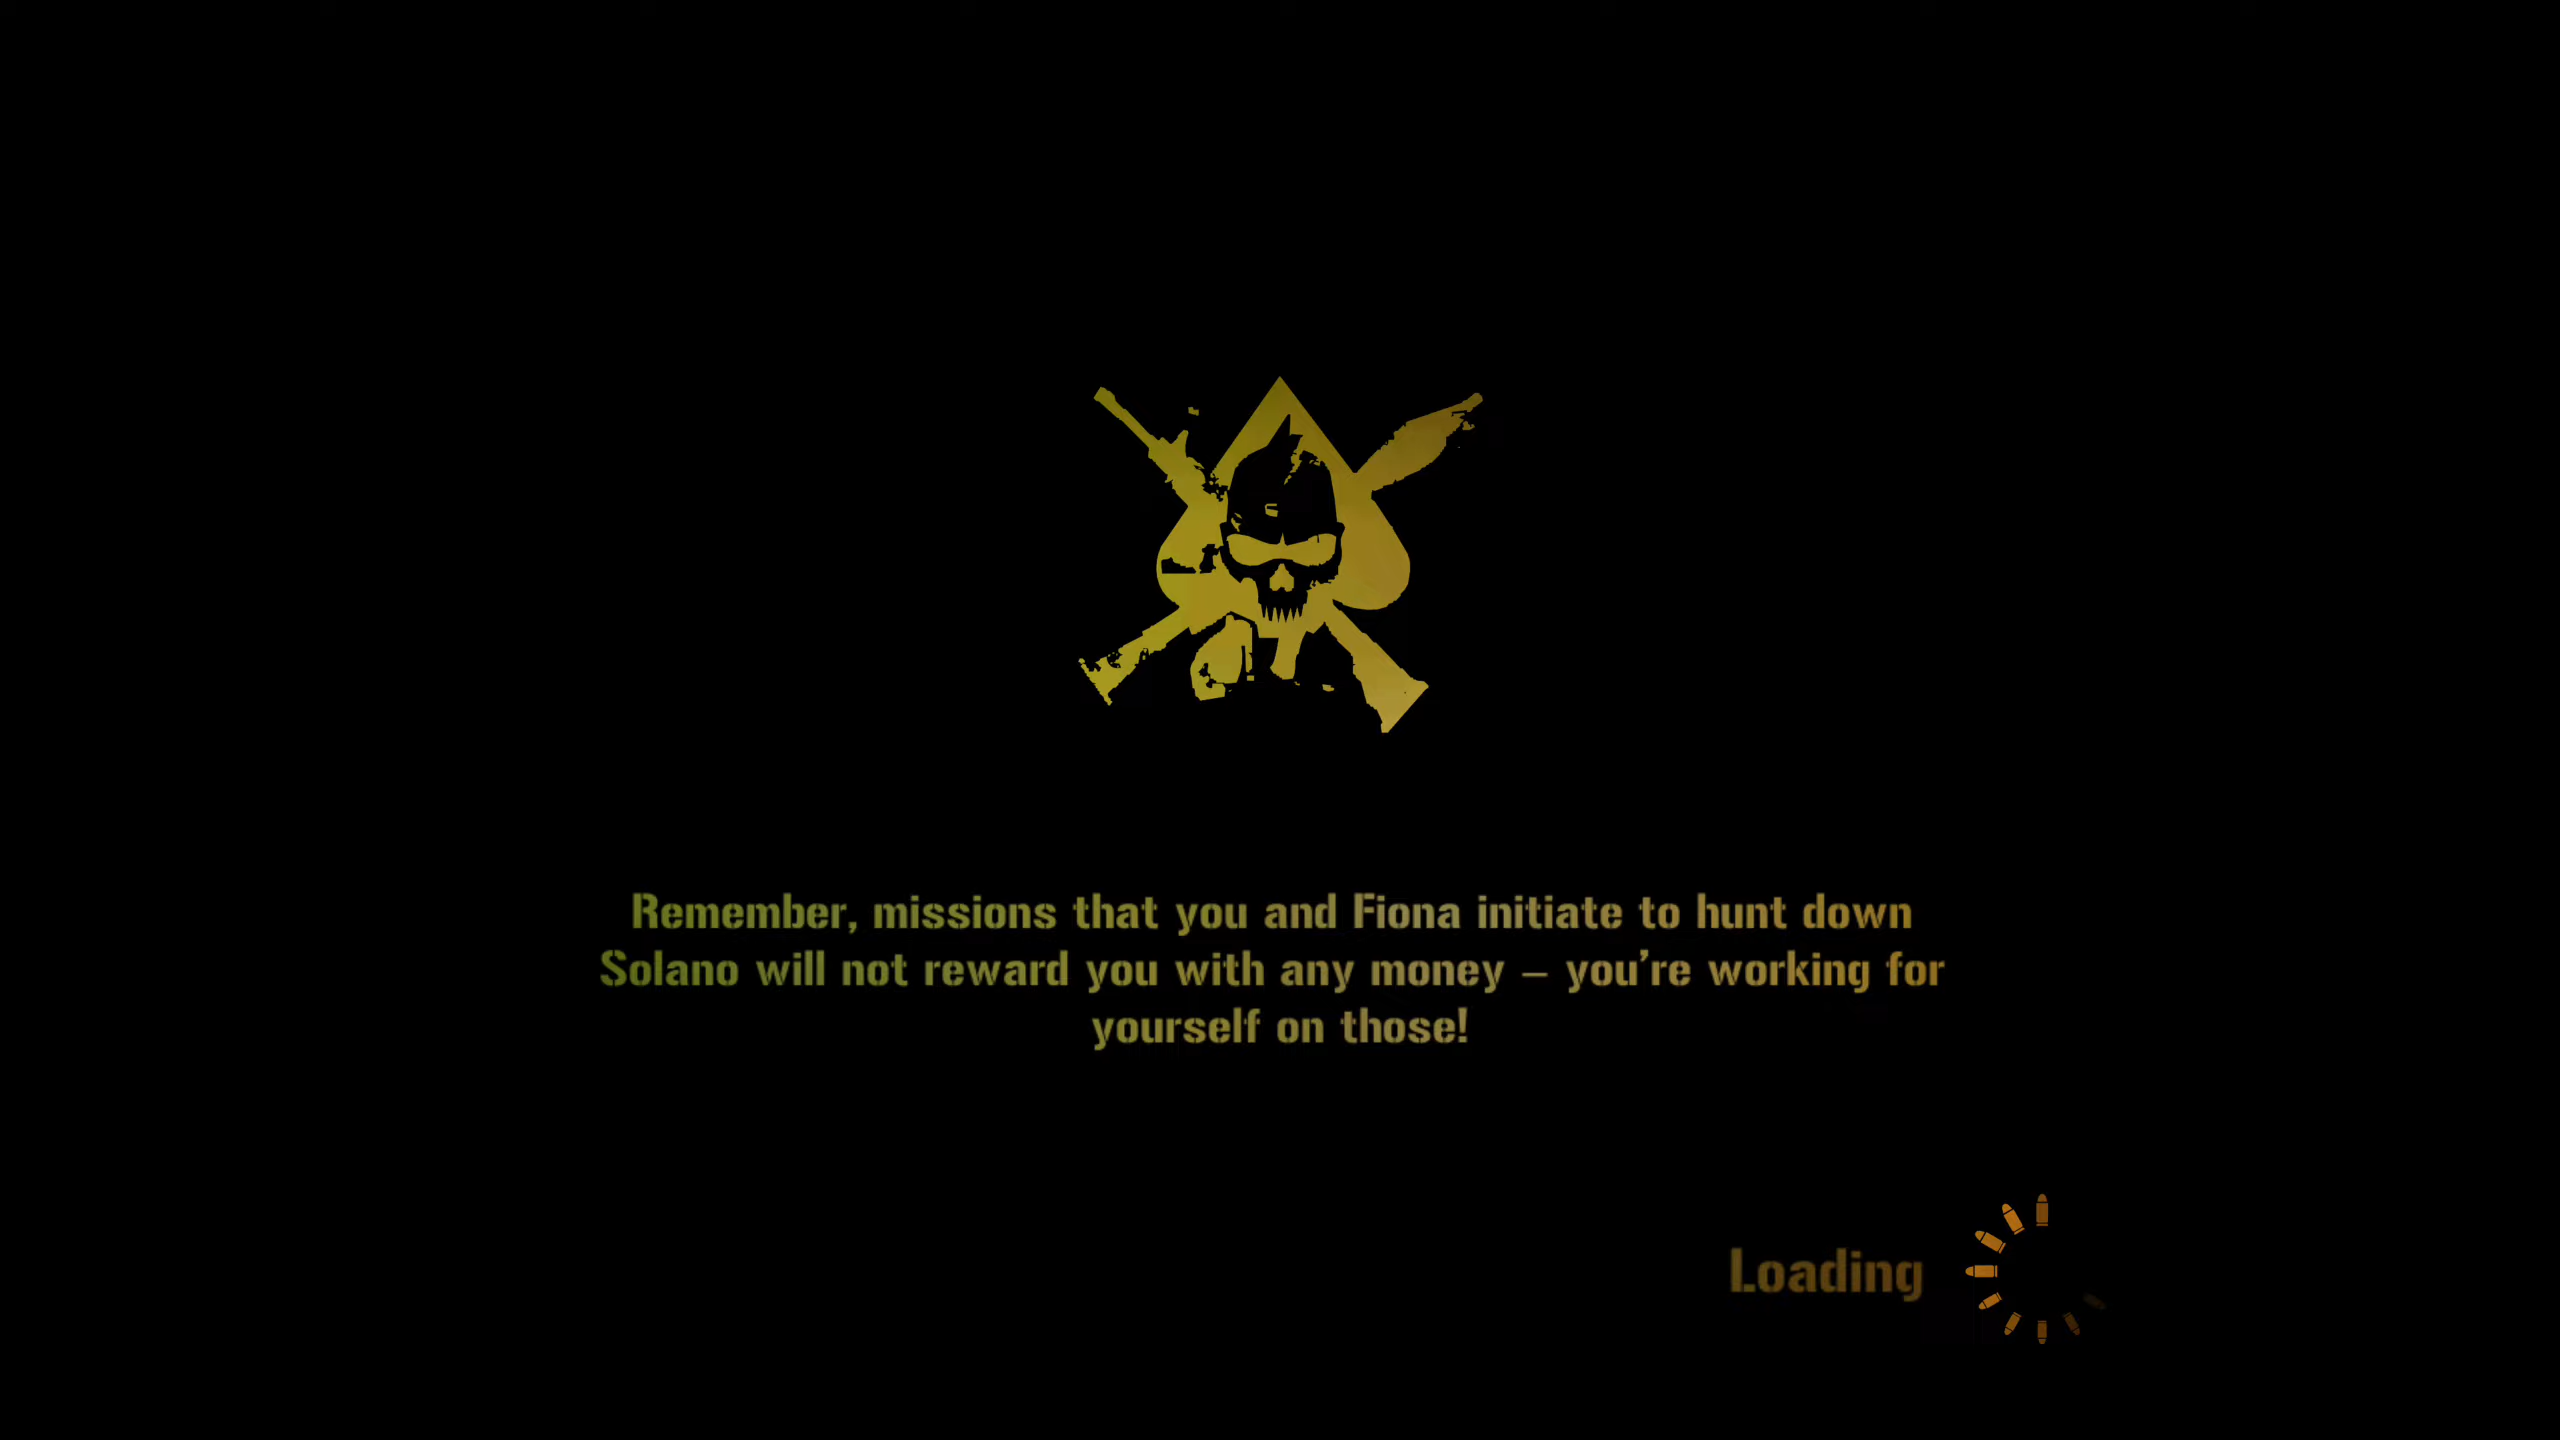 Remember, missions that you and Fiona initiate to hunt down
Solano will not reward you with any money – you’re working for
yourself on those!
Loading